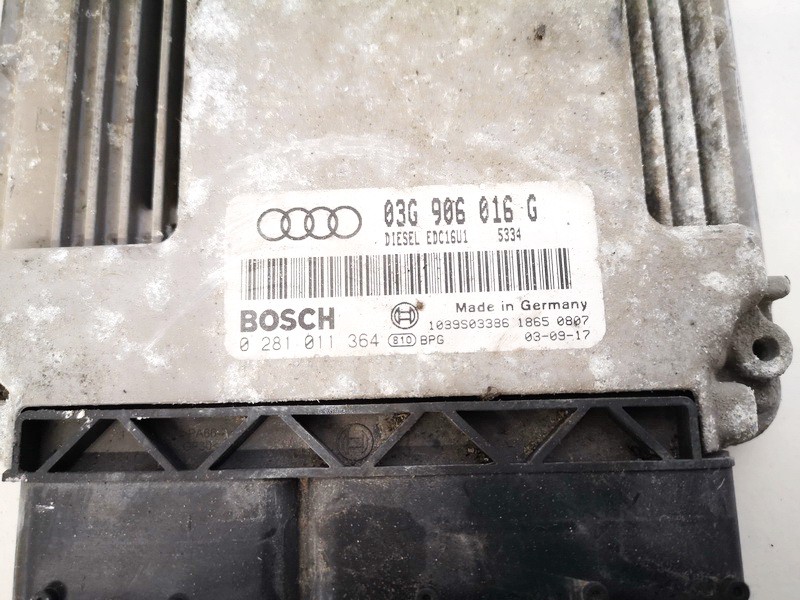 03G 906 016 G
DIESEL EDC16U1 5334
BOSCH
Made in Germany
1039S03386 1865 0807
0 281 011 364 810 BPG 03-09-17